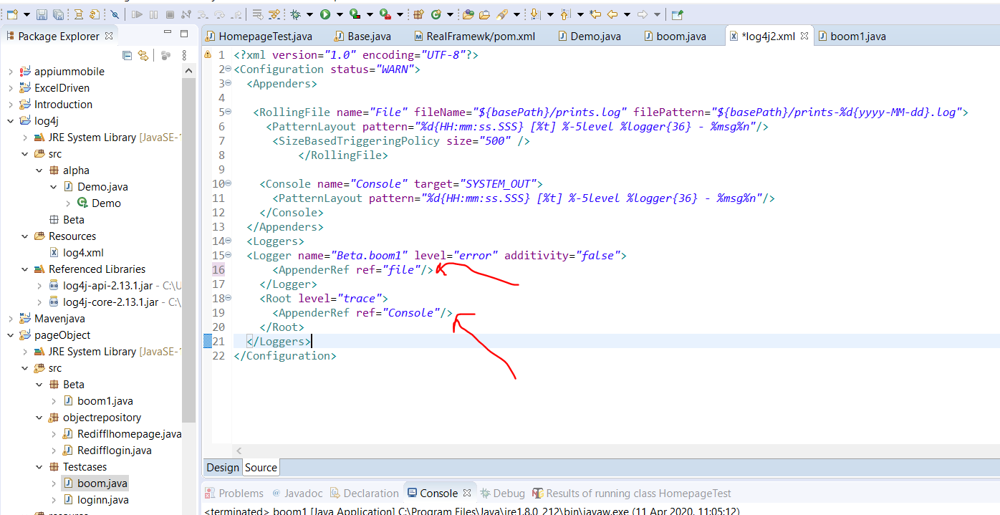 Package Explorer
HomepageTest.java
Base.java
RealFramewk/pom.xml
Demo.java
boom.java
*log4j2.xml
boom1.java
appiummobile
ExcelDriven
Introduction
log4j
JRE System Library [JavaSE-1
src
alpha
Demo.java
Demo
Beta
Resources
log4.xml
Referenced Libraries
log4j-api-2.13.1.jar - C:\U
log4j-core-2.13.1.jar - C:\
Mavenjava
pageObject
JRE System Library [JavaSE-1
src
Beta
boom1.java
objectrepository
Redifflhomepage.java
Redifflogin.java
Testcases
boom.java
loginn.java
1 <?xml version="1.0" encoding="UTF-8"?>
2 <Configuration status="WARN">
3 <Appenders>
4
5 <RollingFile name="File" fileName="${basePath}/prints.log" filePattern="${basePath}/prints-%d{yyyy-MM-dd}.log">
6 <PatternLayout pattern="%d{HH:mm:ss.SSS} [%t] %-5level %logger{36} - %msg%n"/>
7 <SizeBasedTriggeringPolicy size="500" />
8 </RollingFile>
9
10 <Console name="Console" target="SYSTEM_OUT">
11 <PatternLayout pattern="%d{HH:mm:ss.SSS} [%t] %-5level %logger{36} - %msg%n"/>
12 </Console>
13 </Appenders>
14 <Loggers>
15 <Logger name="Beta.boom1" level="error" additivity="false">
16 <AppenderRef ref="file"/>
17 </Logger>
18 <Root level="trace">
19 <AppenderRef ref="Console"/>
20 </Root>
21 </Loggers>
22 </Configuration>
Design Source
Problems @ Javadoc Declaration Console Debug Results of running class HomepageTest
<terminated> boom1 [Java Application] C:\Program Files\Java\jre1.8.0_212\bin\javaw.exe (11 Apr 2020, 11:05:12)